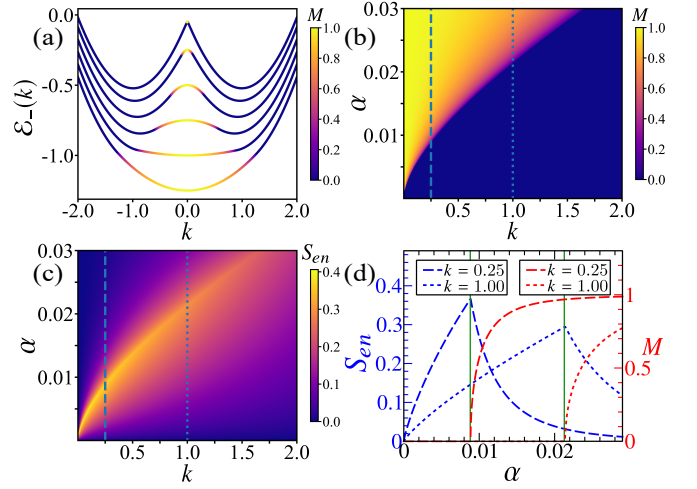 (a)
0.0
-0.5
-1.0
ℰ₋(k)
-2.0 -1.0 0.0 1.0 2.0
k
M
1.0
0.8
0.6
0.4
0.2
0.0
(b)
0.03
0.02
0.01
α
0.5 1.0 1.5 2.0
k
M
1.0
0.8
0.6
0.4
0.2
0.0
(c)
0.03
0.02
0.01
α
0.5 1.0 1.5 2.0
k
S_en
0.4
0.3
0.2
0.1
0.0
(d)
0.4
0.3
0.2
0.1
0
S_en
k = 0.25
k = 1.00
k = 0.25
k = 1.00
1
0.5
0
M
0 0.01 0.02
α